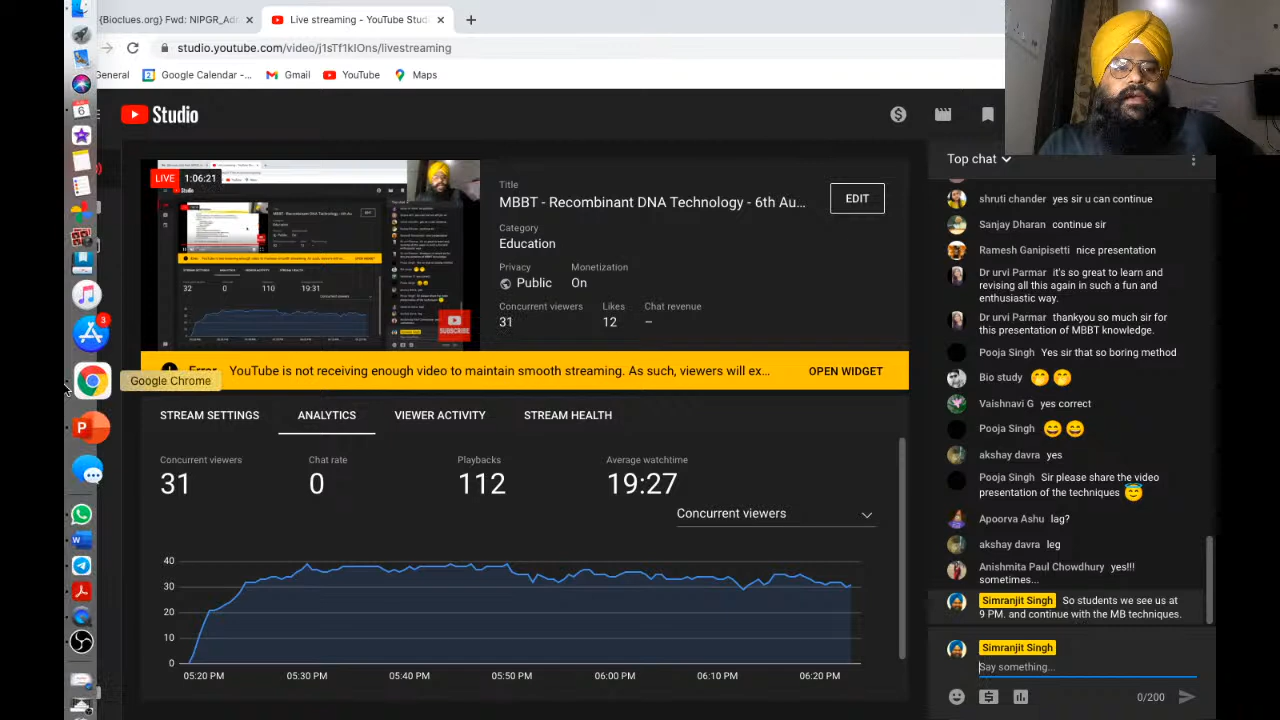 {Bioclues.org} Fwd: NIPGR_Ad
Live streaming - YouTube Studi
studio.youtube.com/video/j1sTf1kIOns/livestreaming
General
Google Calendar -...
Gmail
YouTube
Maps
Studio
LIVE 1:06:21
Title
MBBT - Recombinant DNA Technology - 6th Au...
EDIT
Category
Education
Privacy
Public
Monetization
On
Concurrent viewers
31
Likes
12
Chat revenue
–
SUBSCRIBE
Error
YouTube is not receiving enough video to maintain smooth streaming. As such, viewers will ex...
OPEN WIDGET
Google Chrome
STREAM SETTINGS
ANALYTICS
VIEWER ACTIVITY
STREAM HEALTH
Concurrent viewers
31
Chat rate
0
Playbacks
112
Average watchtime
19:27
Concurrent viewers
40
30
20
10
0
05:20 PM
05:30 PM
05:40 PM
05:50 PM
06:00 PM
06:10 PM
06:20 PM
Top chat
shruti chander yes sir u can continue
Sanjay Dharan continue sir
Ramesh Ganipisetti nice presentation
Dr urvi Parmar it's so great to learn and
revising all this again in such a fun and
enthusiastic way.
Dr urvi Parmar thankyou so much sir for
this presentation of MBBT knowledge.
Pooja Singh Yes sir that so boring method
Bio study
Vaishnavi G yes correct
Pooja Singh
akshay davra yes
Pooja Singh Sir please share the video
presentation of the techniques
Apoorva Ashu lag?
akshay davra leg
Anishmita Paul Chowdhury yes!!!
sometimes...
Simranjit Singh So students we see us at
9 PM. and continue with the MB techniques.
Simranjit Singh
Say something...
0/200